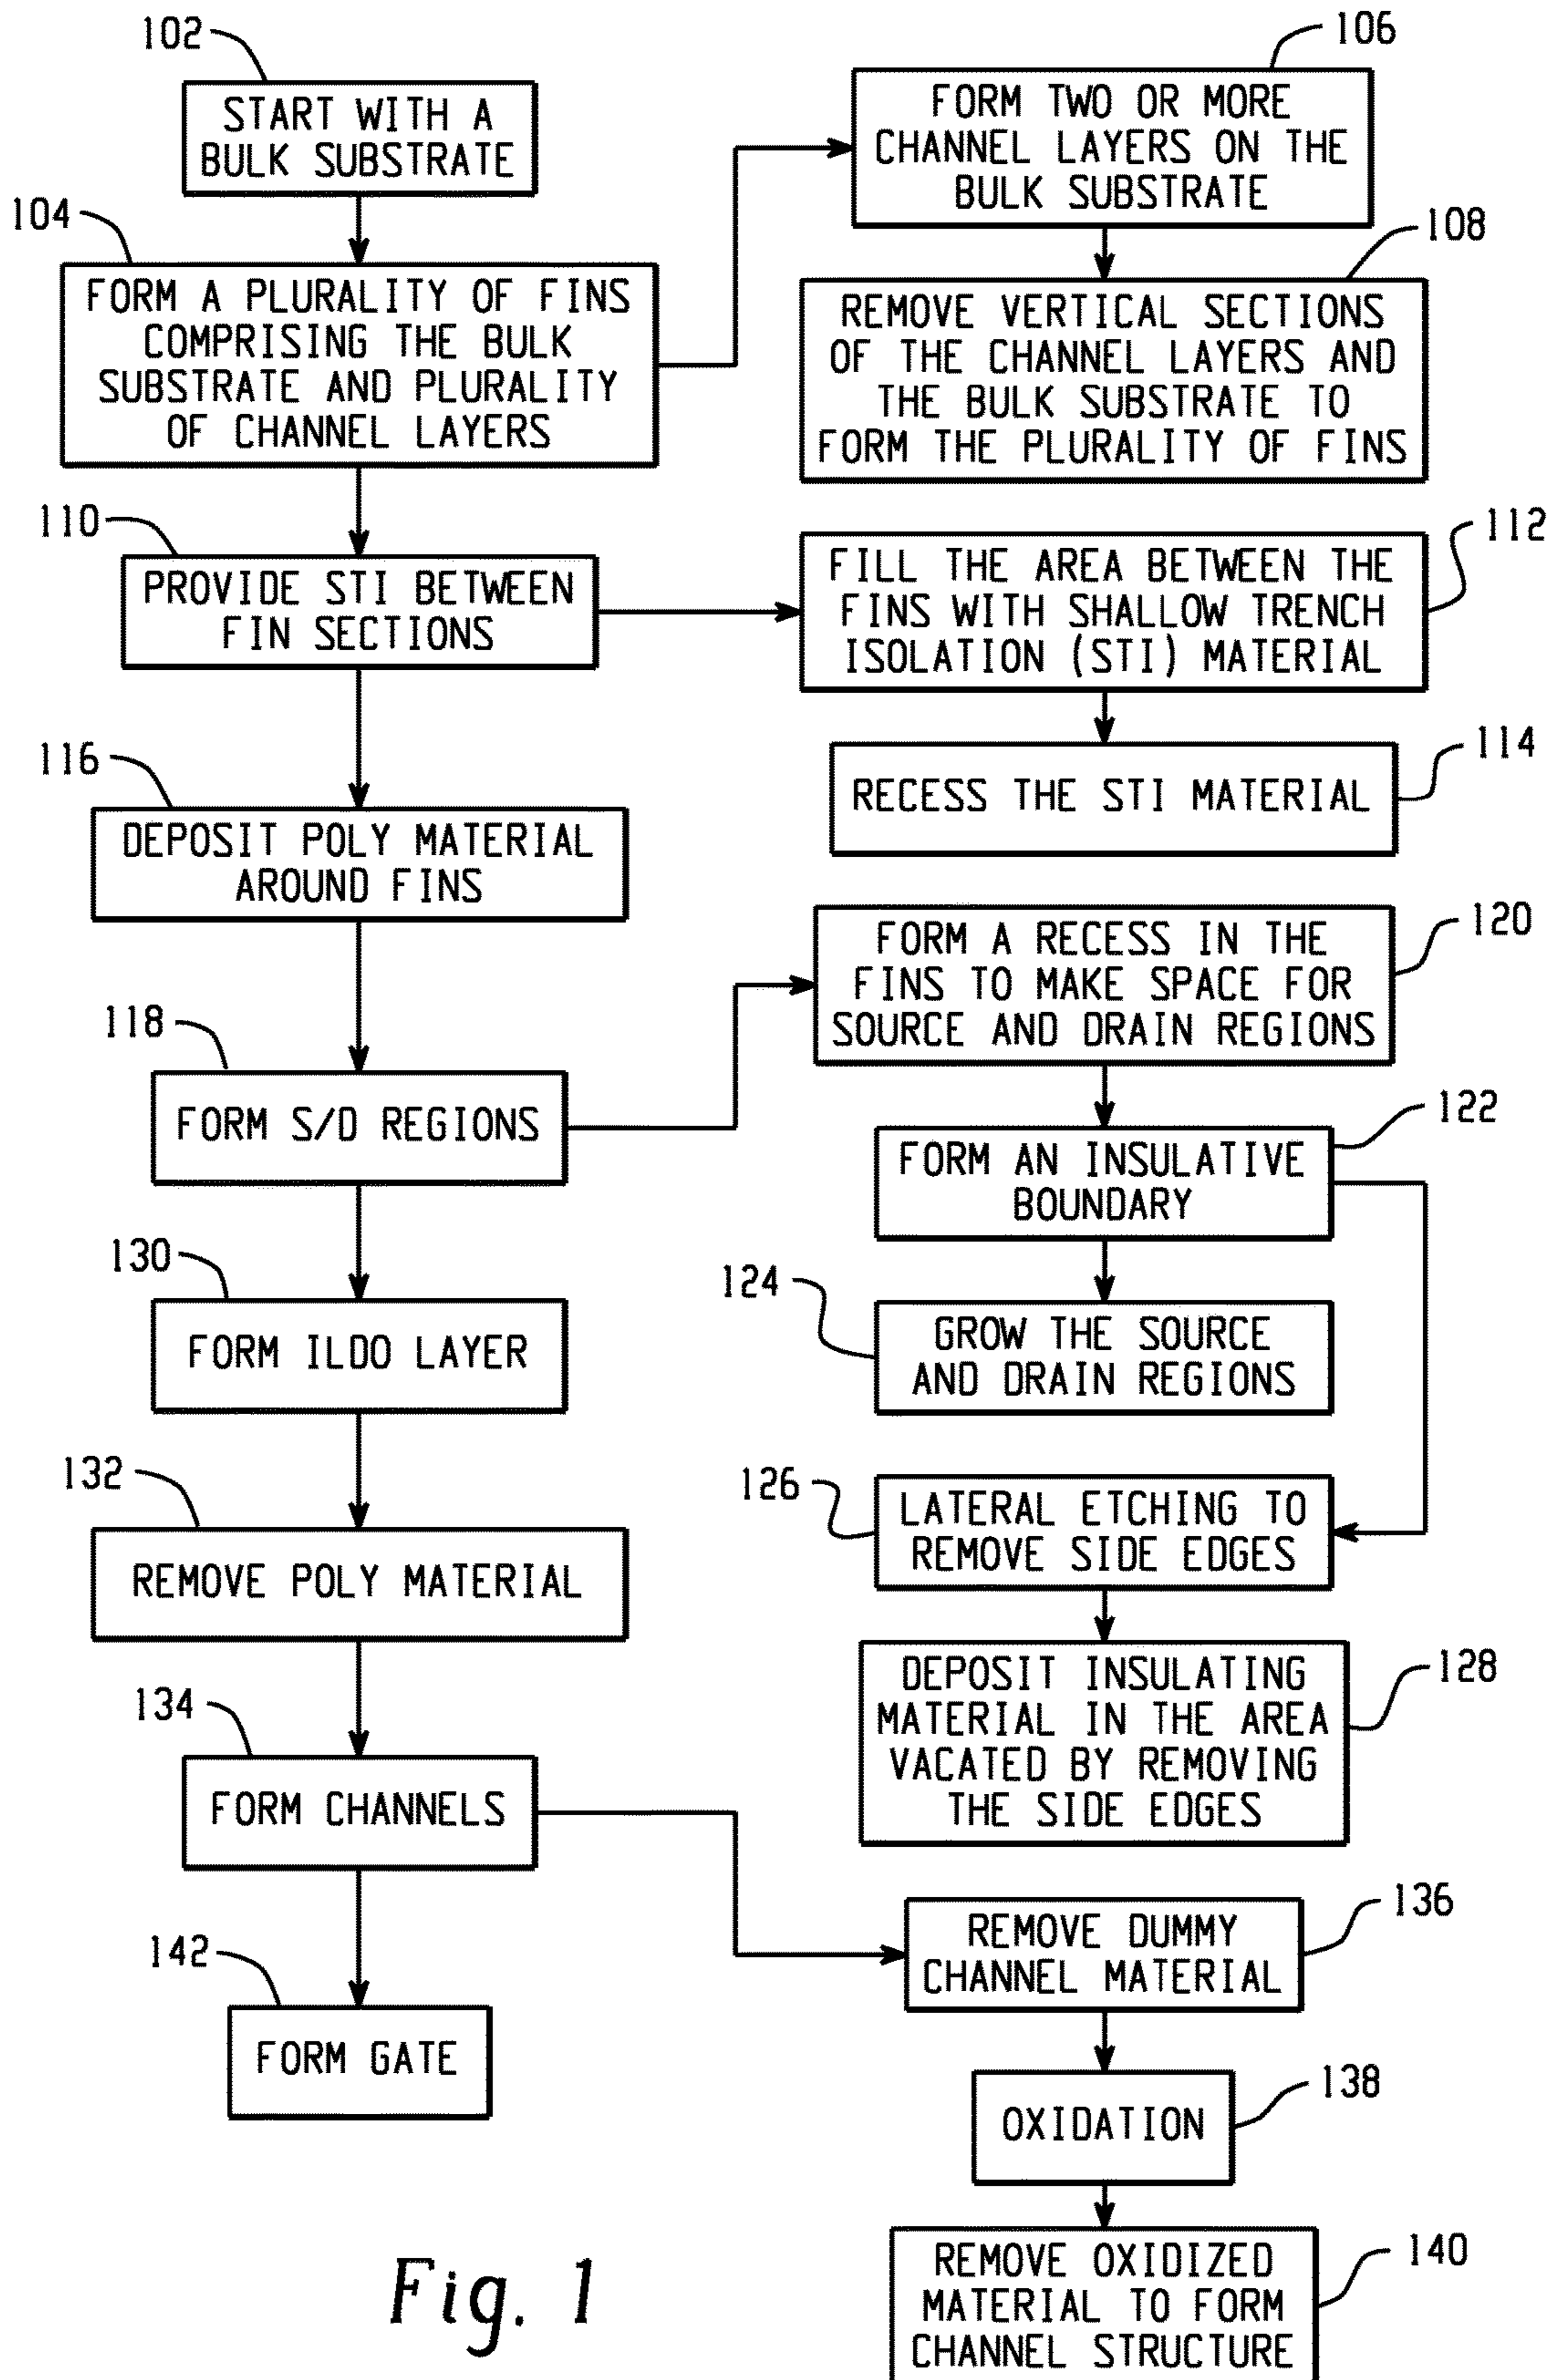 102
START WITH A
BULK SUBSTRATE
104
FORM A PLURALITY OF FINS
COMPRISING THE BULK
SUBSTRATE AND PLURALITY
OF CHANNEL LAYERS
106
FORM TWO OR MORE
CHANNEL LAYERS ON THE
BULK SUBSTRATE
108
REMOVE VERTICAL SECTIONS
OF THE CHANNEL LAYERS AND
THE BULK SUBSTRATE TO
FORM THE PLURALITY OF FINS
110
PROVIDE STI BETWEEN
FIN SECTIONS
112
FILL THE AREA BETWEEN THE
FINS WITH SHALLOW TRENCH
ISOLATION (STI) MATERIAL
114
RECESS THE STI MATERIAL
116
DEPOSIT POLY MATERIAL
AROUND FINS
118
FORM S/D REGIONS
120
FORM A RECESS IN THE
FINS TO MAKE SPACE FOR
SOURCE AND DRAIN REGIONS
122
FORM AN INSULATIVE
BOUNDARY
124
GROW THE SOURCE
AND DRAIN REGIONS
126
LATERAL ETCHING TO
REMOVE SIDE EDGES
128
DEPOSIT INSULATING
MATERIAL IN THE AREA
VACATED BY REMOVING
THE SIDE EDGES
130
FORM ILDO LAYER
132
REMOVE POLY MATERIAL
134
FORM CHANNELS
136
REMOVE DUMMY
CHANNEL MATERIAL
138
OXIDATION
140
REMOVE OXIDIZED
MATERIAL TO FORM
CHANNEL STRUCTURE
142
FORM GATE
Fig. 1